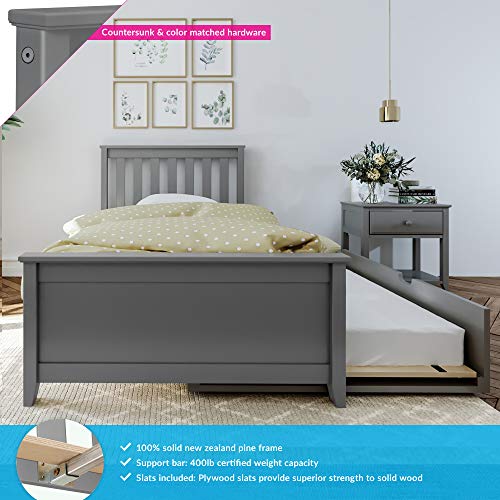 Countersunk & color matched hardware
100% solid new zealand pine frame
Support bar: 400lb certified weight capacity
Slats included: Plywood slats provide superior strength to solid wood